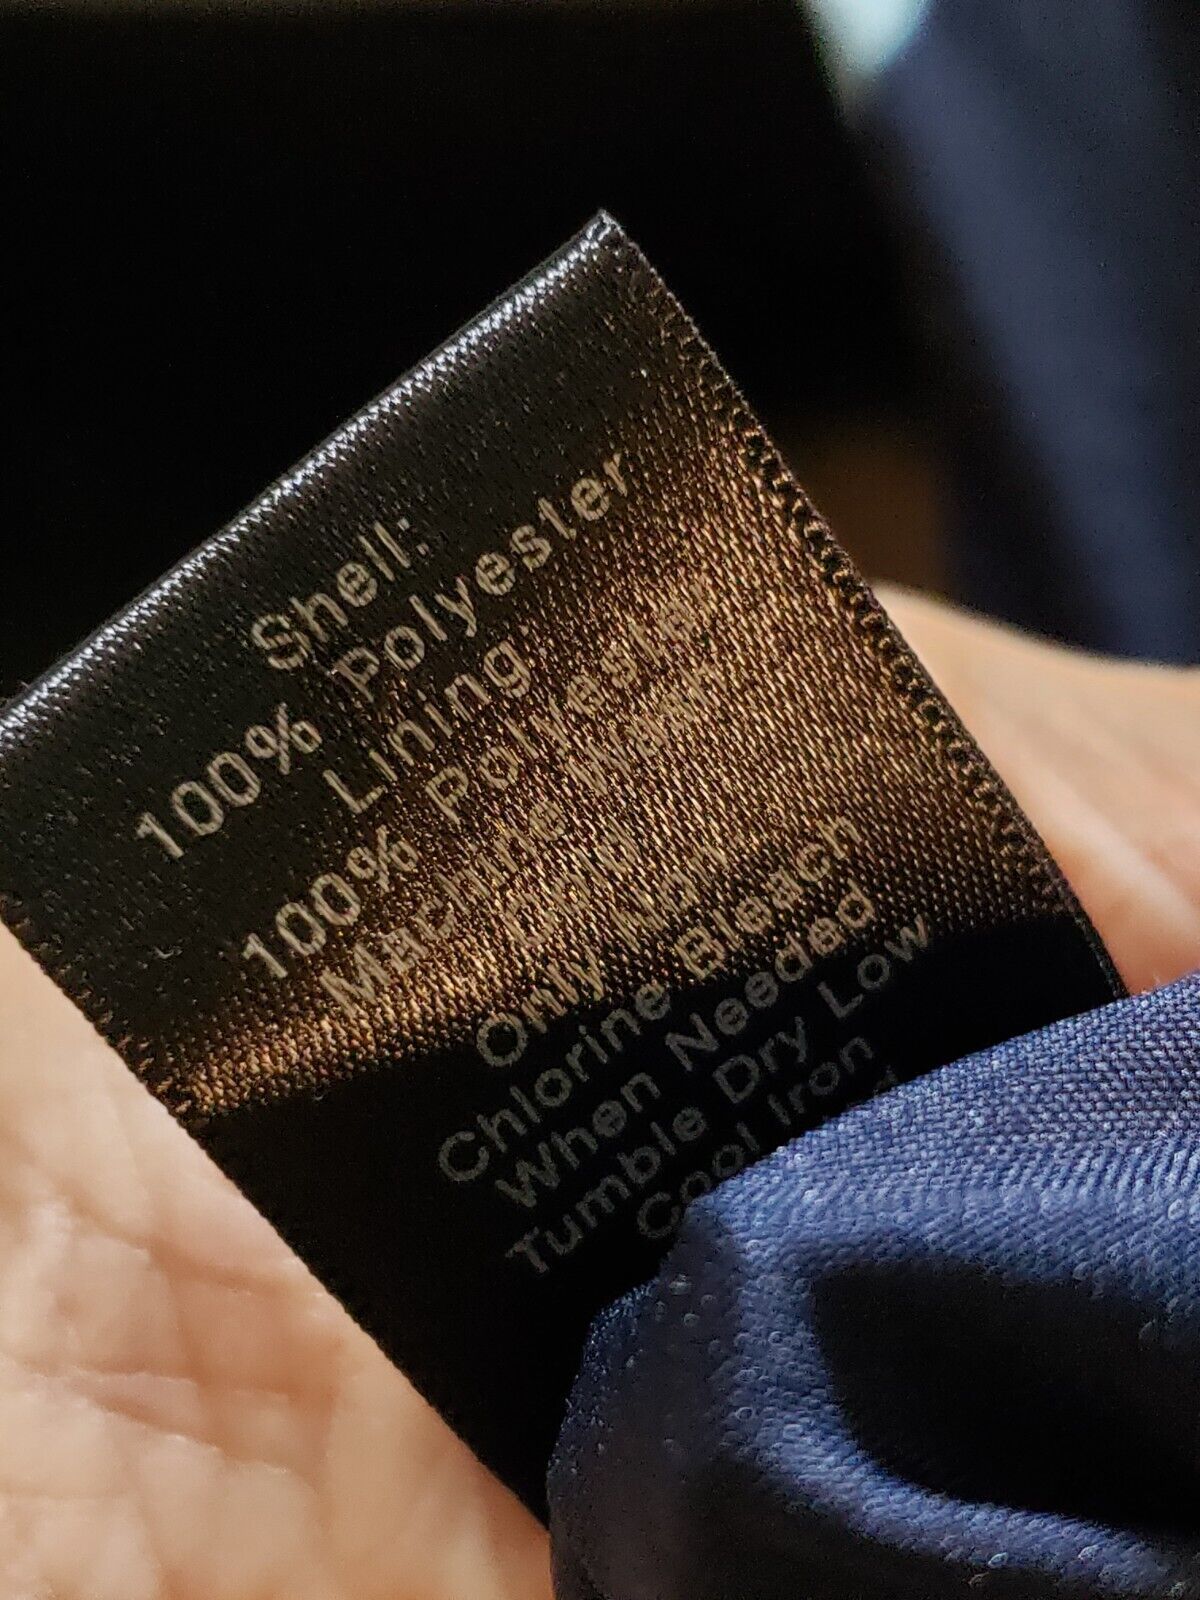 Shell:
100% Polyester
Lining:
100% Polyester
Machine Wash
Only Non
Chlorine Bleach
When Needed
Tumble Dry Low
Cool Iron